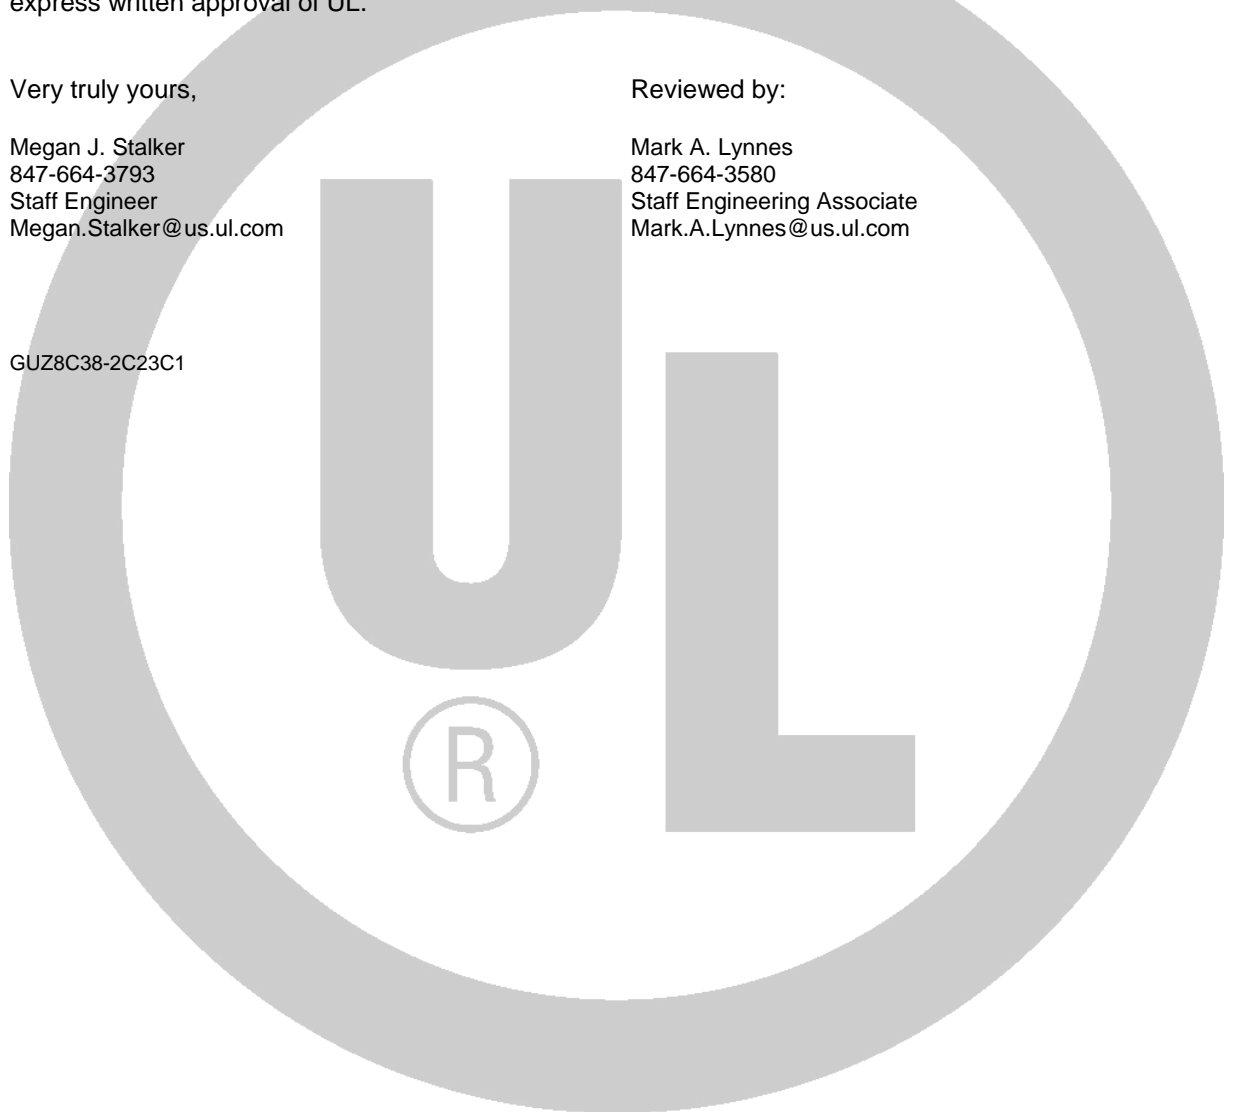 express written approval of UL.
Very truly yours,
Megan J. Stalker
847-664-3793
Staff Engineer
Megan.Stalker@us.ul.com
Reviewed by:
Mark A. Lynnes
847-664-3580
Staff Engineering Associate
Mark.A.Lynnes@us.ul.com
GUZ8C38-2C23C1
UL
®